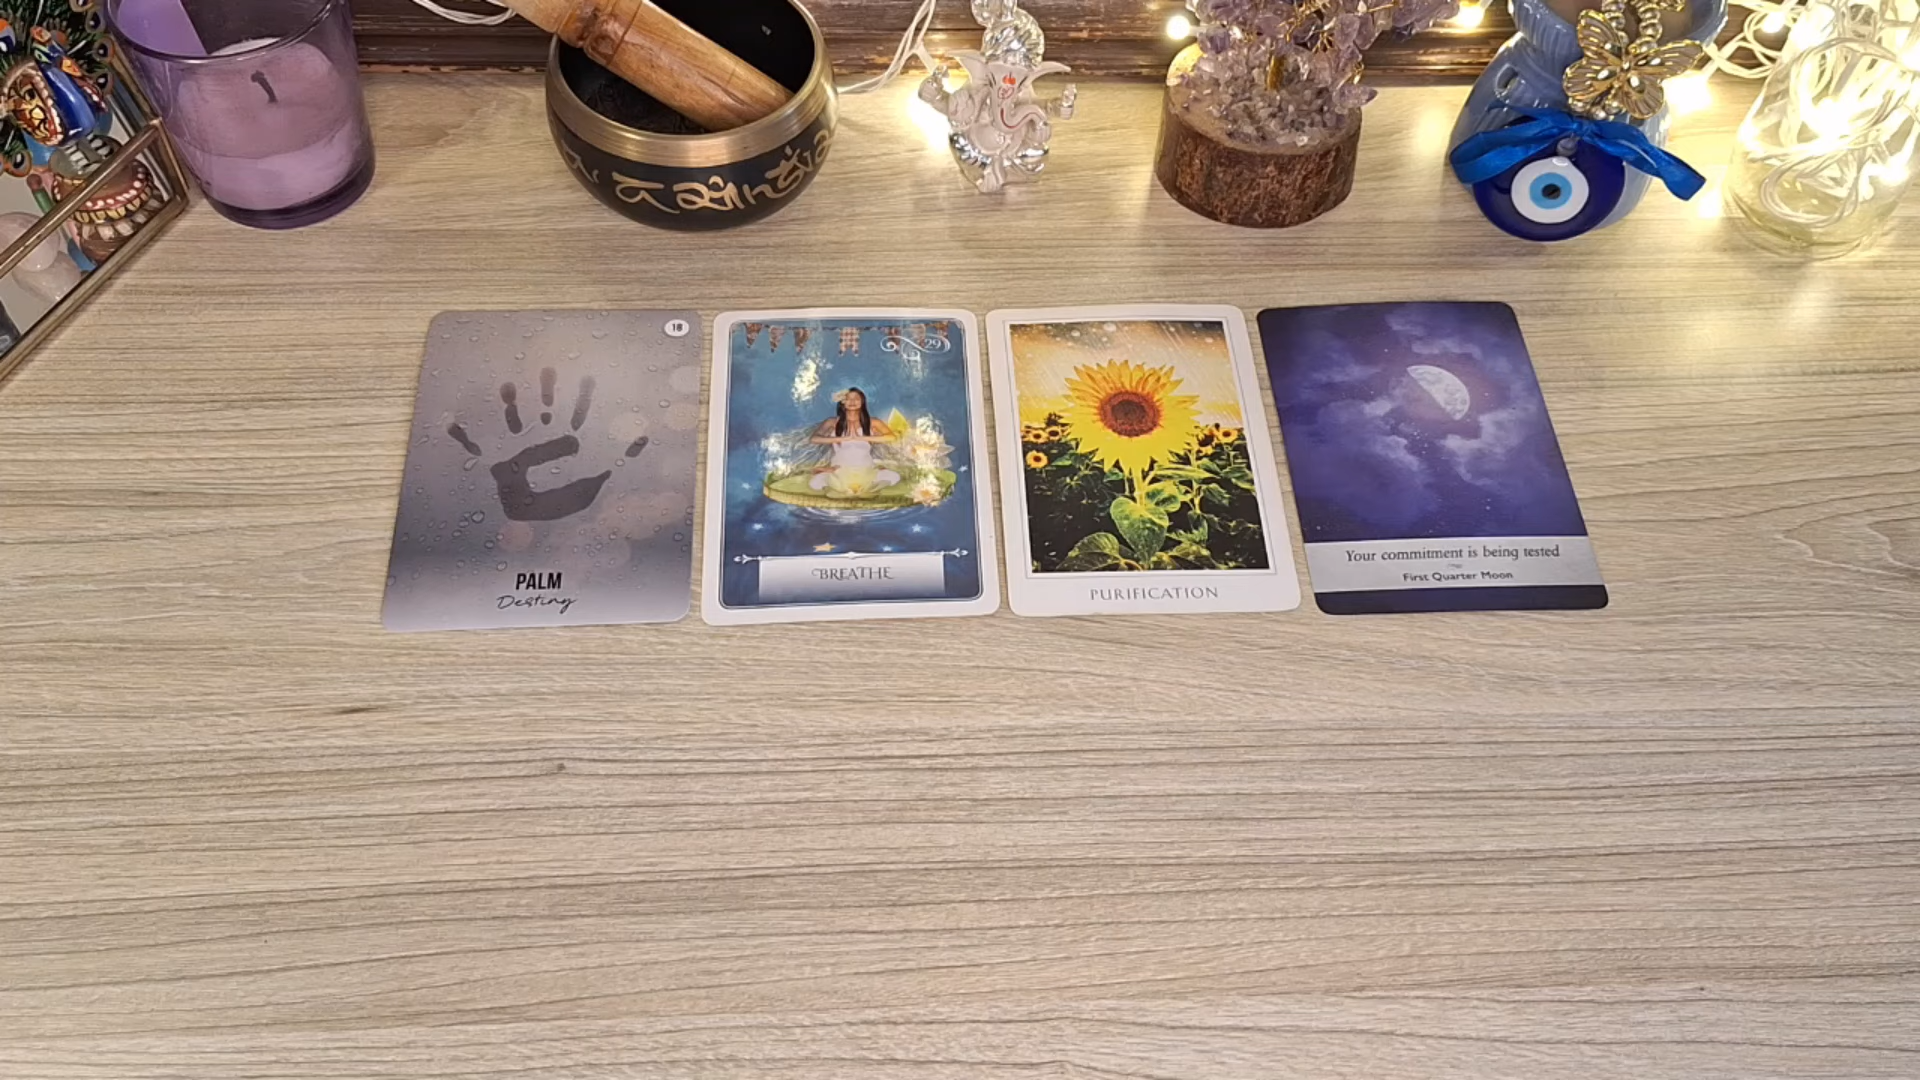 18
PALM
Destiny
29
BREATHE
PURIFICATION
Your commitment is being tested
First Quarter Moon